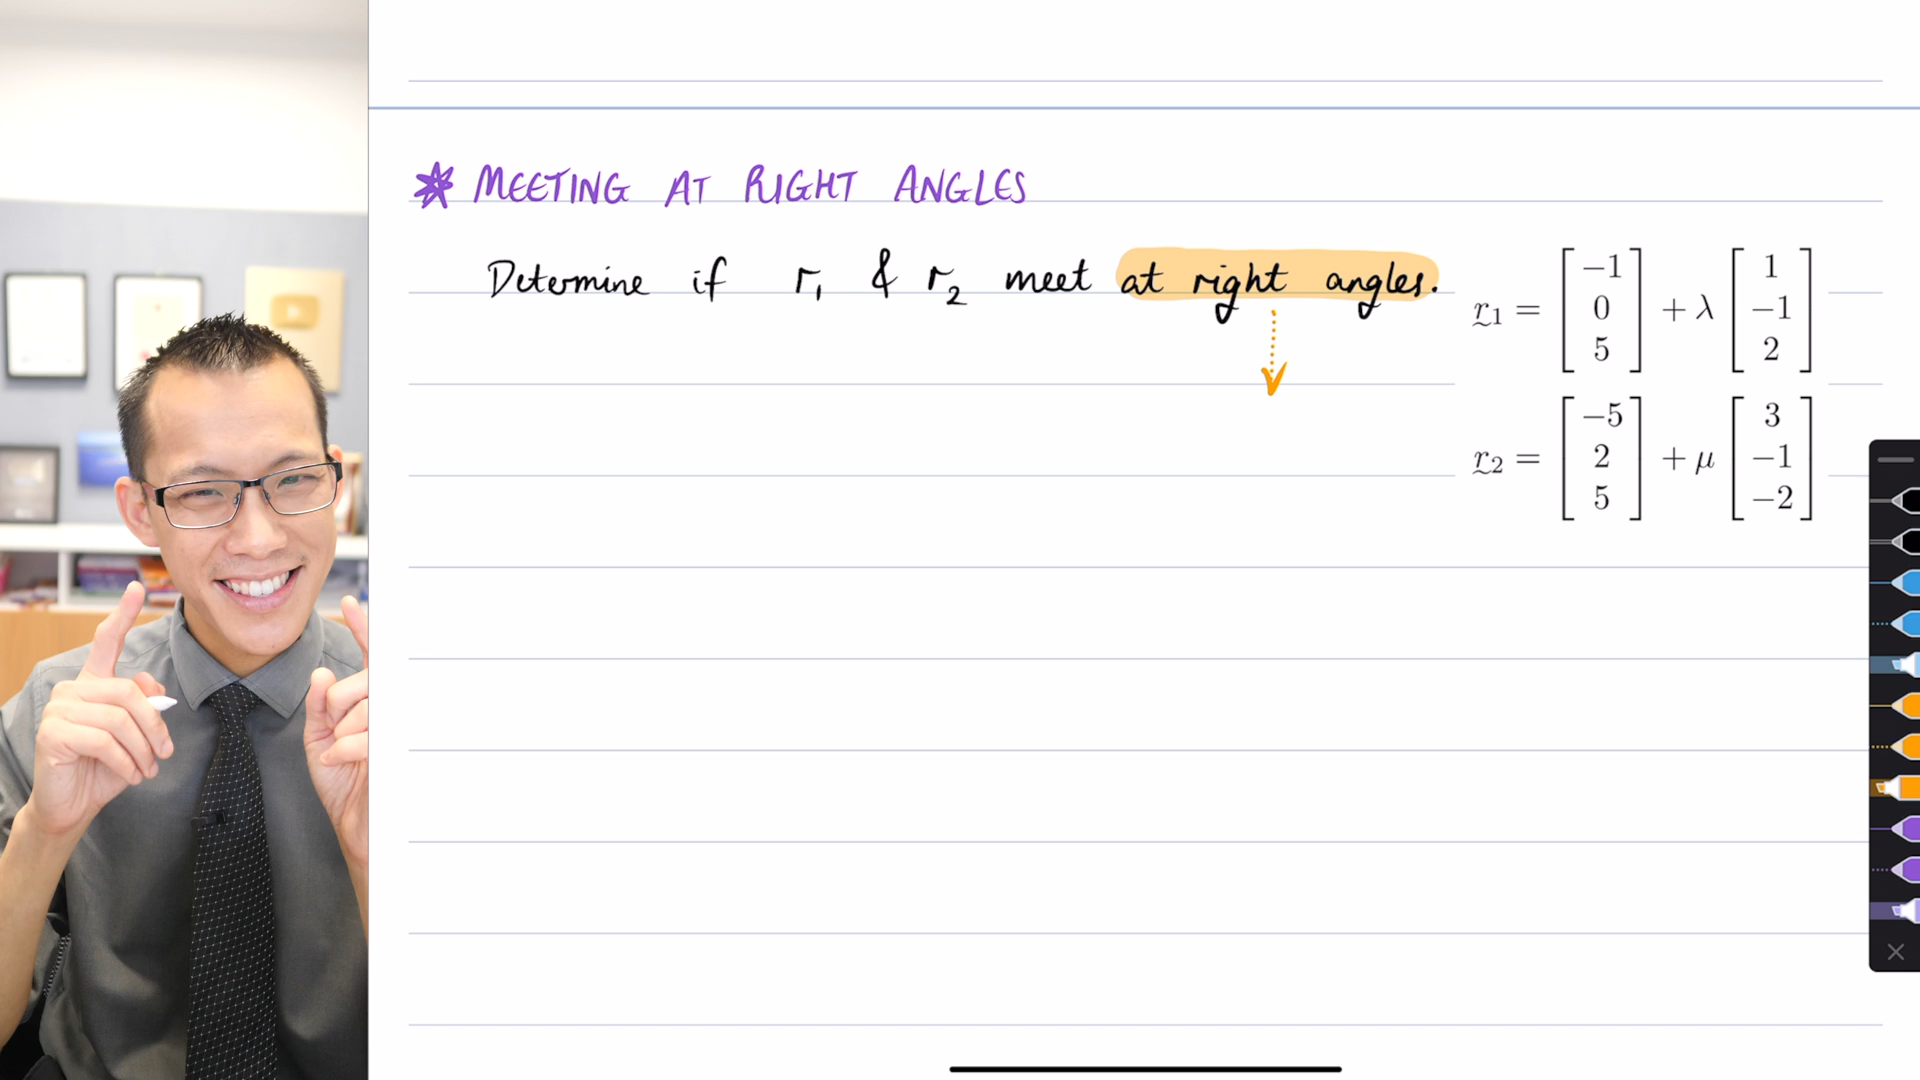 * MEETING AT RIGHT ANGLES
Determine if r₁ & r₂ meet at right angles.
r₁ = [−1 0 5] + λ [1 −1 2]
r₂ = [−5 2 5] + μ [3 −1 −2]